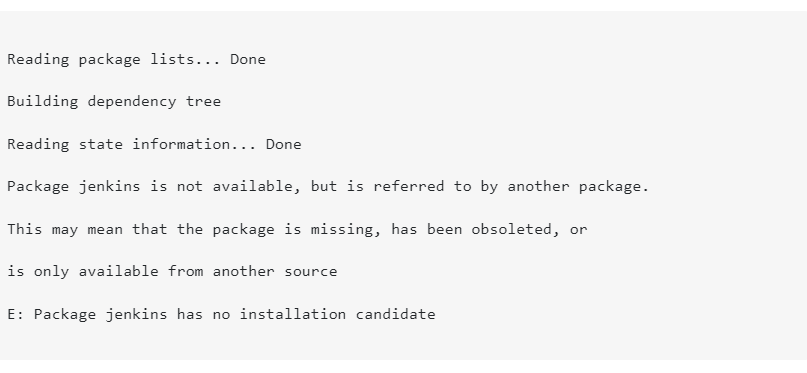 Reading package lists... Done
Building dependency tree
Reading state information... Done
Package jenkins is not available, but is referred to by another package.
This may mean that the package is missing, has been obsoleted, or
is only available from another source
E: Package jenkins has no installation candidate